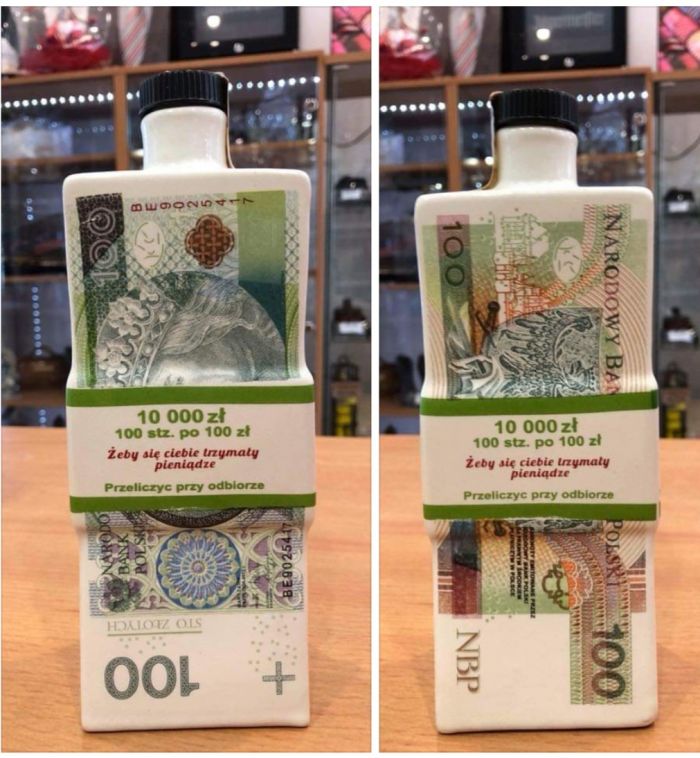 100
BE9025417
10 000 zł
100 stz. po 100 zł
Żeby się ciebie trzymały
pieniądze
Przeliczyc przy odbiorze
NARODO
BANK
POLSKI
BE9025417
STO ZŁOTYCH
100
+
100
NARODOWY BAN
10 000 zł
100 stz. po 100 zł
Żeby się ciebie trzymały
pieniądze
Przeliczyc przy odbiorze
POLSKI
NBP
100